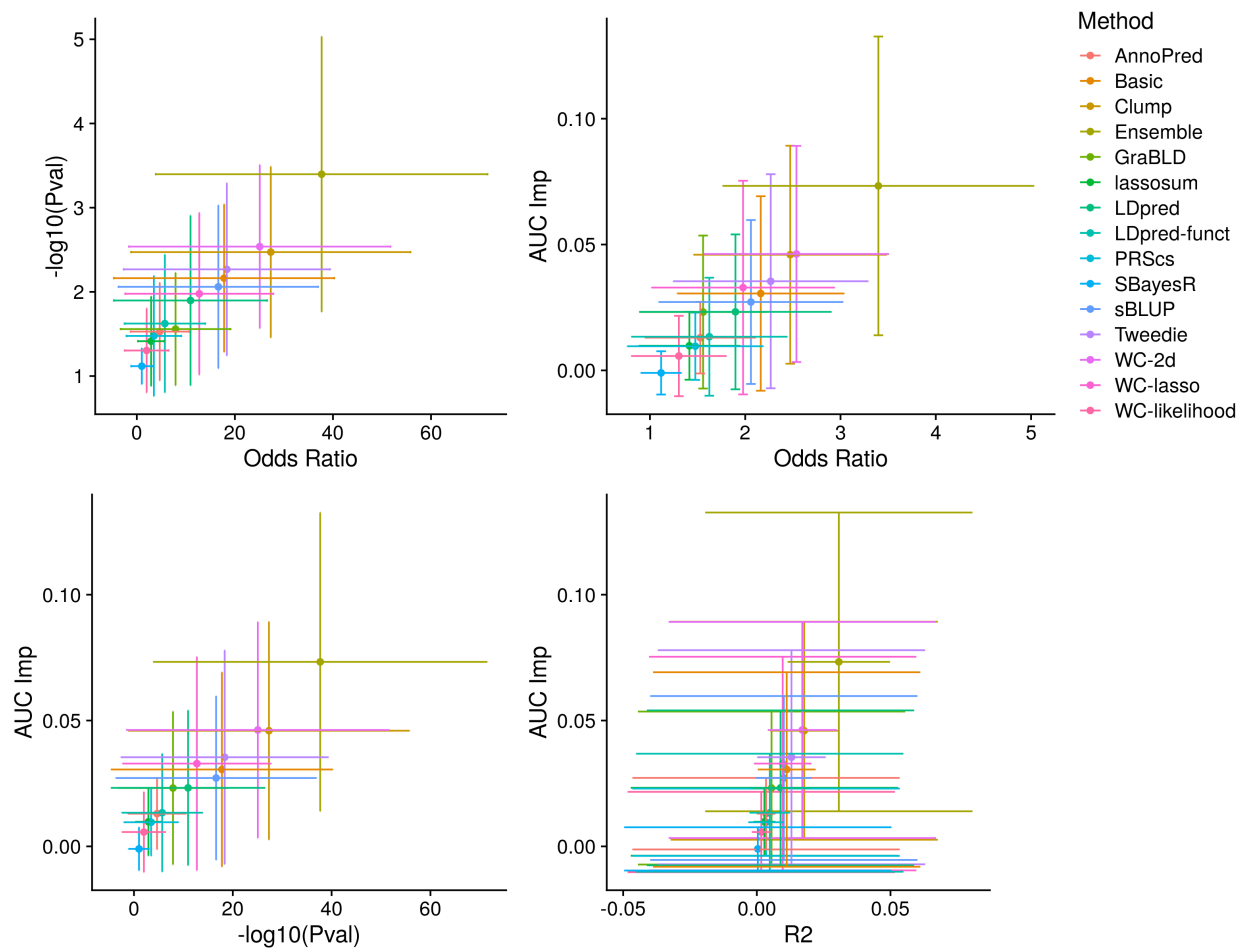 5
4
3
2
1
-log10(Pval)
0
20
40
60
Odds Ratio
0.10
0.05
0.00
AUC Imp
1
2
3
4
5
Odds Ratio
Method
AnnoPred
Basic
Clump
Ensemble
GraBLD
lassosum
LDpred
LDpred-funct
PRScs
SBayesR
sBLUP
Tweedie
WC-2d
WC-lasso
WC-likelihood
0.10
0.05
0.00
AUC Imp
0
20
40
60
-log10(Pval)
0.10
0.05
0.00
AUC Imp
-0.05
0.00
0.05
R2